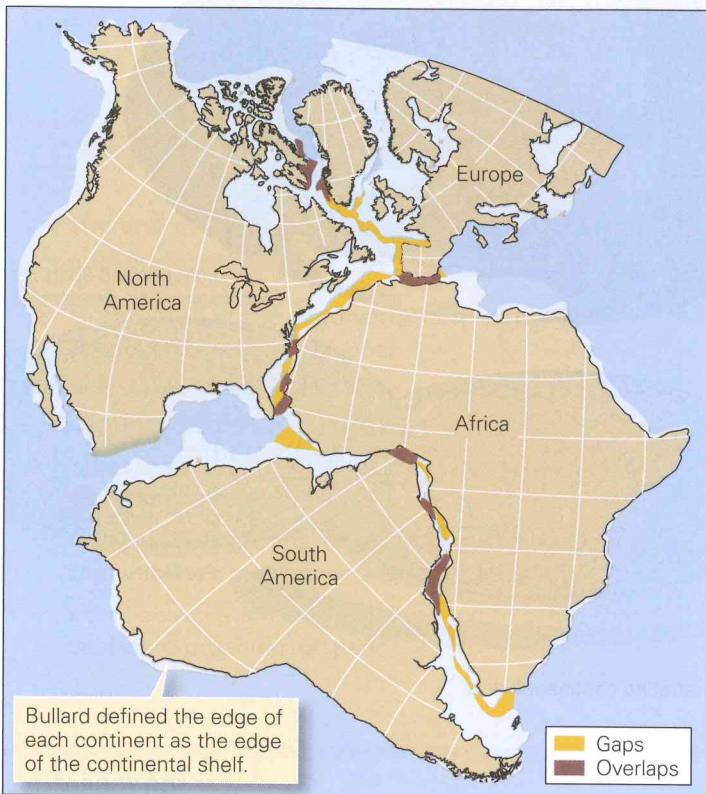 Europe
North
America
Africa
South
America
Bullard defined the edge of
each continent as the edge
of the continental shelf.
Gaps
Overlaps